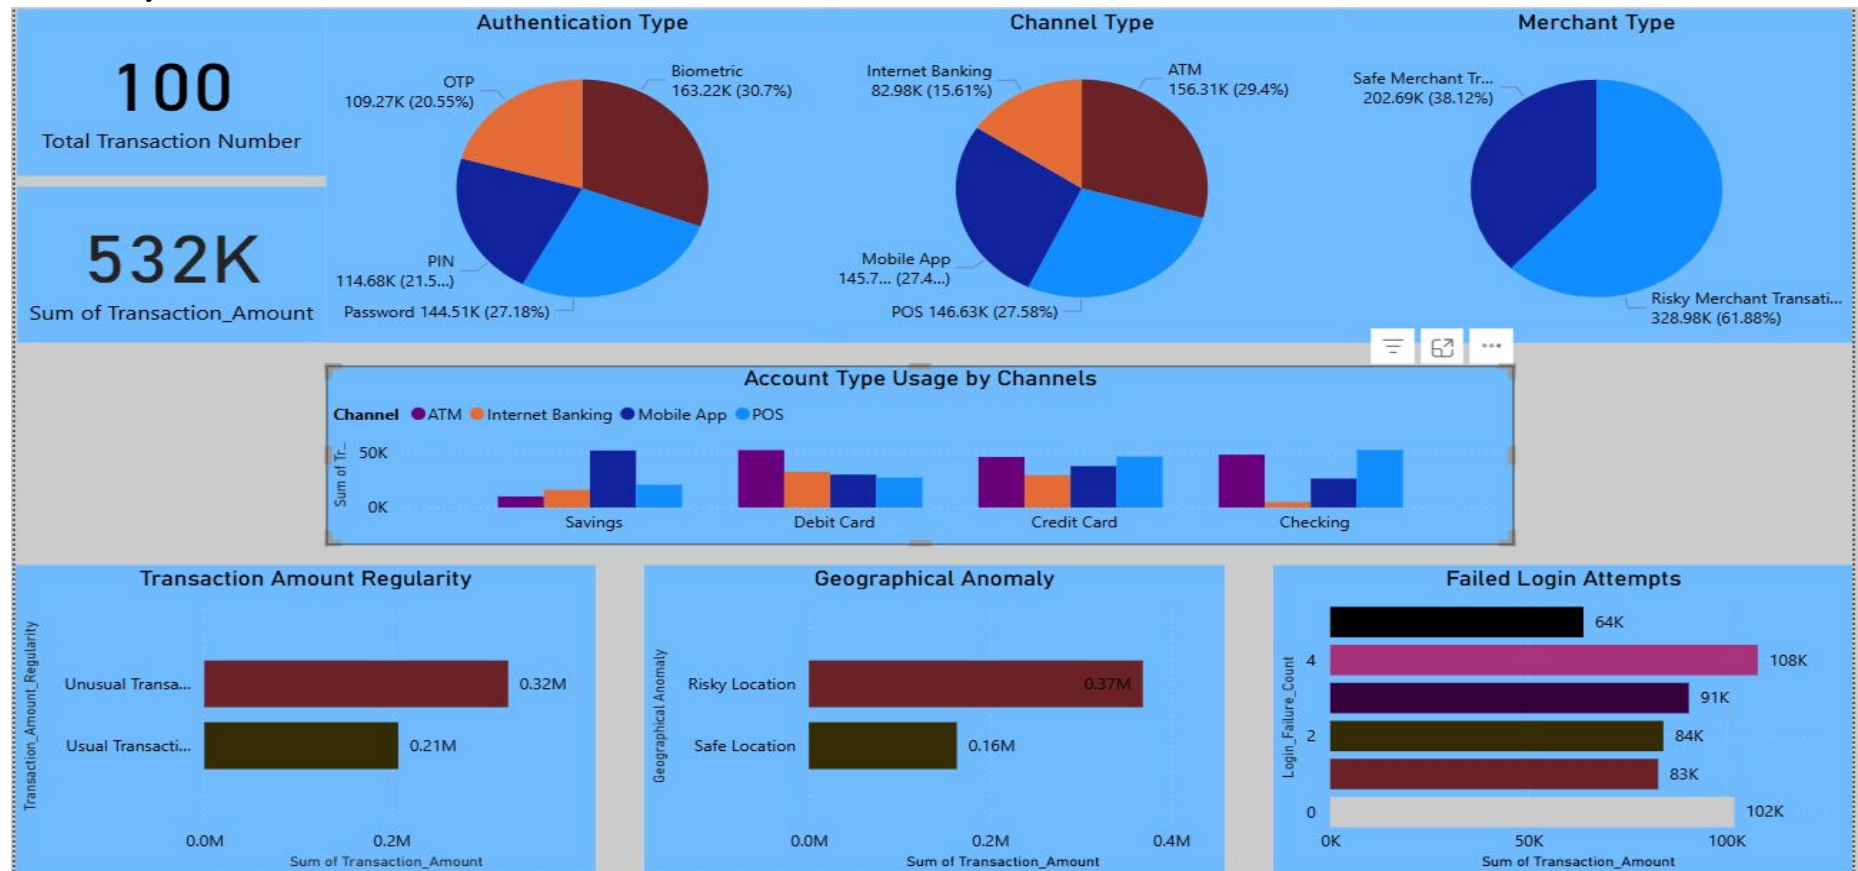 100
Total Transaction Number
532K
Sum of Transaction_Amount
Authentication Type
OTP
109.27K (20.55%)
Biometric
163.22K (30.7%)
PIN
114.68K (21.5...)
Password 144.51K (27.18%)
Channel Type
Internet Banking
82.98K (15.61%)
ATM
156.31K (29.4%)
Mobile App
145.7... (27.4...)
POS 146.63K (27.58%)
Merchant Type
Safe Merchant Tr...
202.69K (38.12%)
Risky Merchant Transati...
328.98K (61.88%)
Account Type Usage by Channels
Channel ATM Internet Banking Mobile App POS
Sum of Tr...
50K
0K
Savings Debit Card Credit Card Checking
Transaction Amount Regularity
Transaction_Amount_Regularity
Unusual Transa... 0.32M
Usual Transacti... 0.21M
0.0M 0.2M
Sum of Transaction_Amount
Geographical Anomaly
Geographical Anomaly
Risky Location 0.37M
Safe Location 0.16M
0.0M 0.2M 0.4M
Sum of Transaction_Amount
Failed Login Attempts
Login_Failure_Count
64K
4 108K
91K
2 84K
83K
0 102K
0K 50K 100K
Sum of Transaction_Amount